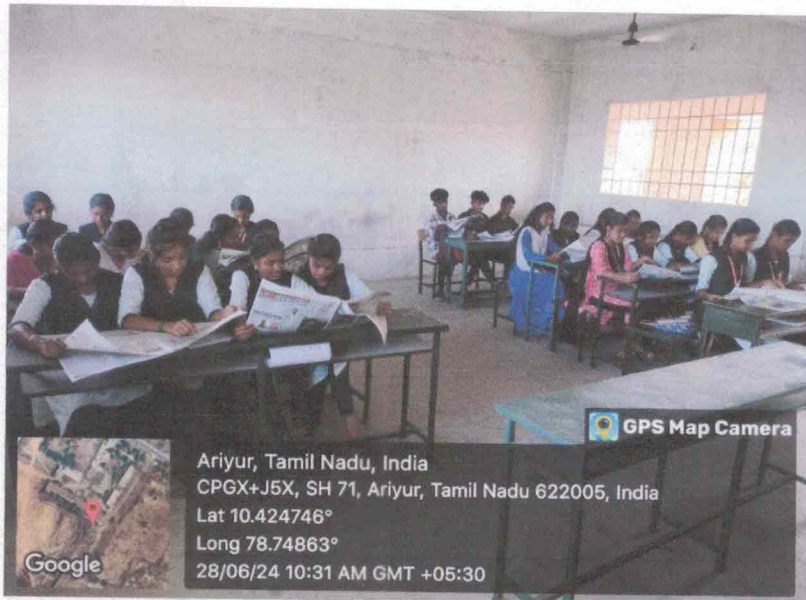 GPS Map Camera
Ariyur, Tamil Nadu, India
CPGX+J5X, SH 71, Ariyur, Tamil Nadu 622005, India
Lat 10.424746°
Long 78.74863°
28/06/24 10:31 AM GMT +05:30
Google